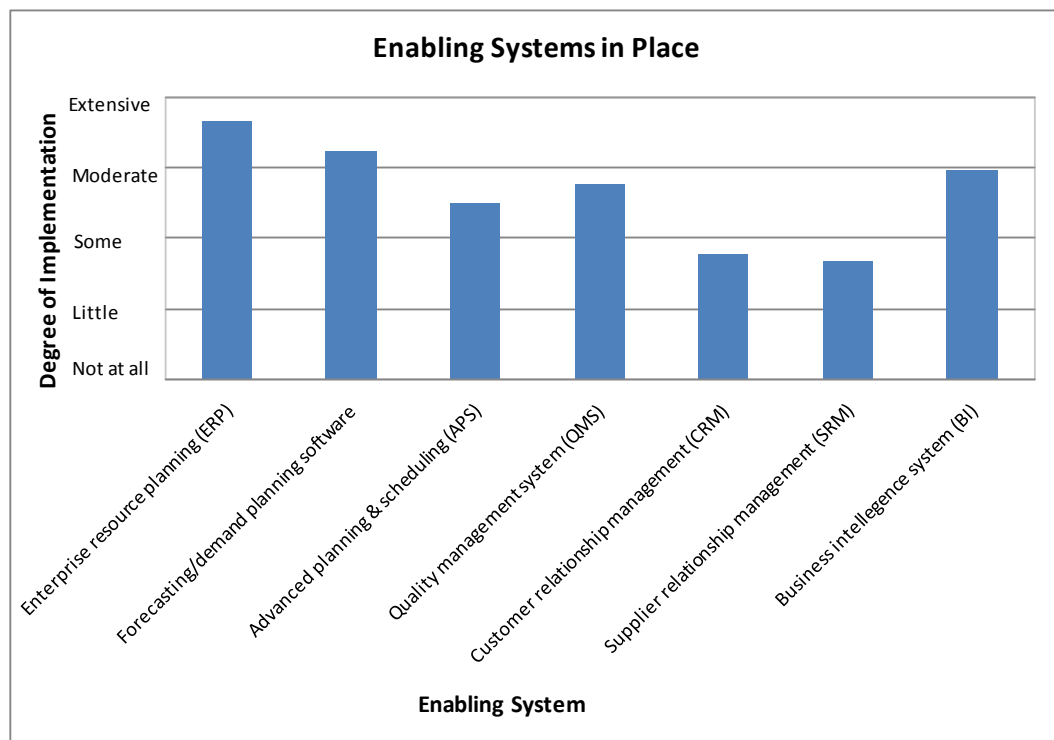 Enabling Systems in Place
Degree of Implementation
Extensive
Moderate
Some
Little
Not at all
Enterprise resource planning (ERP)
Forecasting/demand planning software
Advanced planning & scheduling (APS)
Quality management system (QMS)
Customer relationship management (CRM)
Supplier relationship management (SRM)
Business intellegence system (BI)
Enabling System